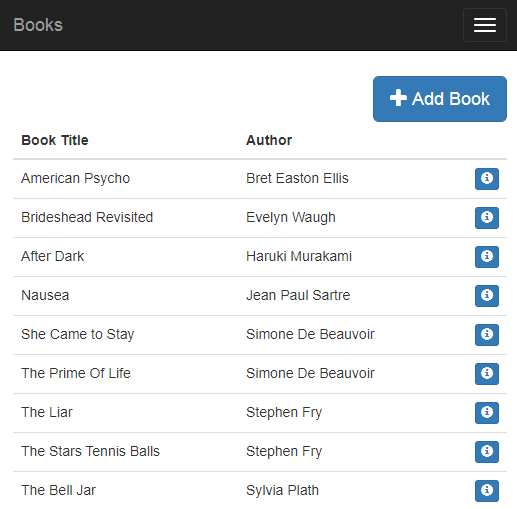 Books
Add Book
Book Title Author
American Psycho Bret Easton Ellis
Brideshead Revisited Evelyn Waugh
After Dark Haruki Murakami
Nausea Jean Paul Sartre
She Came to Stay Simone De Beauvoir
The Prime Of Life Simone De Beauvoir
The Liar Stephen Fry
The Stars Tennis Balls Stephen Fry
The Bell Jar Sylvia Plath